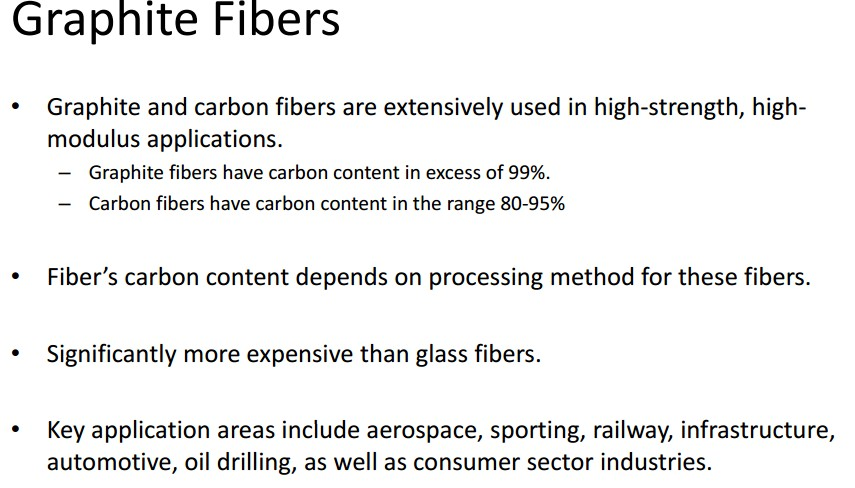 Graphite Fibers
• Graphite and carbon fibers are extensively used in high-strength, high-
modulus applications.
– Graphite fibers have carbon content in excess of 99%.
– Carbon fibers have carbon content in the range 80-95%
• Fiber’s carbon content depends on processing method for these fibers.
• Significantly more expensive than glass fibers.
• Key application areas include aerospace, sporting, railway, infrastructure,
automotive, oil drilling, as well as consumer sector industries.